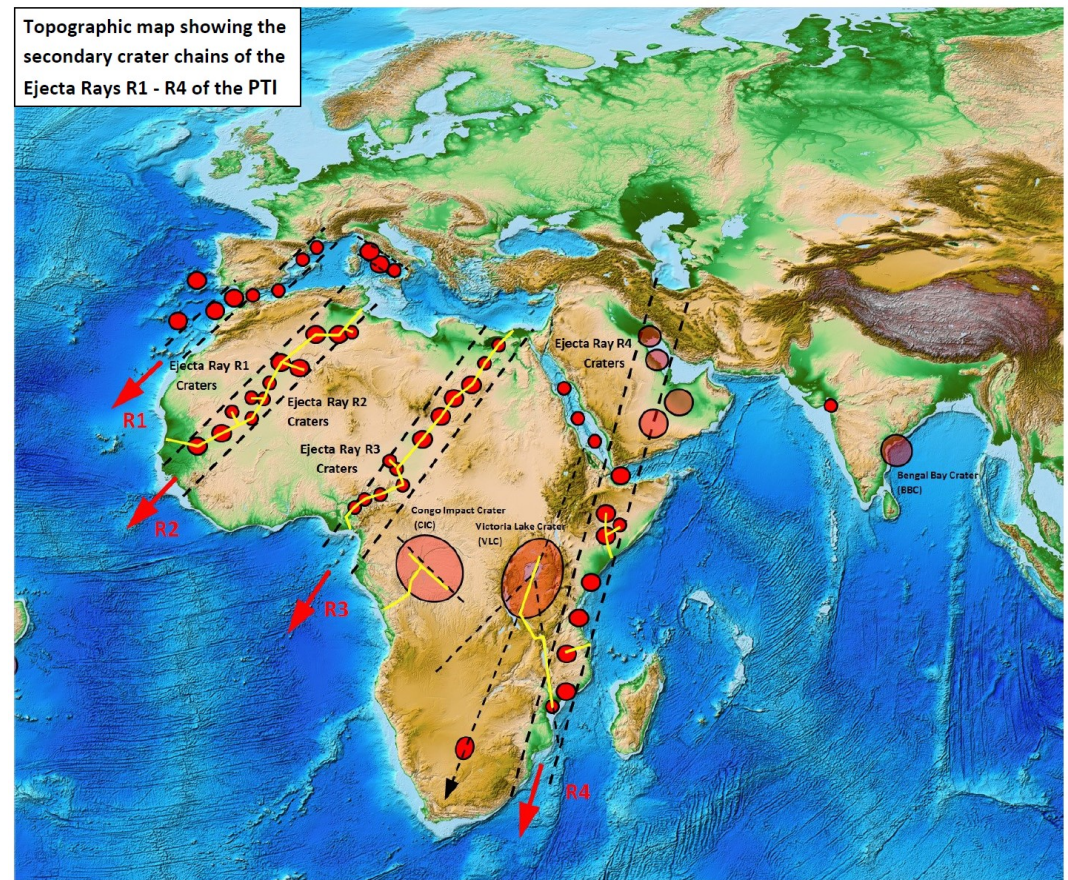 Topographic map showing the
secondary crater chains of the
Ejecta Rays R1 - R4 of the PTI
Ejecta Ray R4
Craters
Ejecta Ray R1
Craters
R1
Ejecta Ray R2
Craters
Ejecta Ray R3
Craters
Bengal Bay Crater
(BBC)
R2
Congo Impact Crater
(CIC)
Victoria Lake Crater
(VLC)
R3
R4